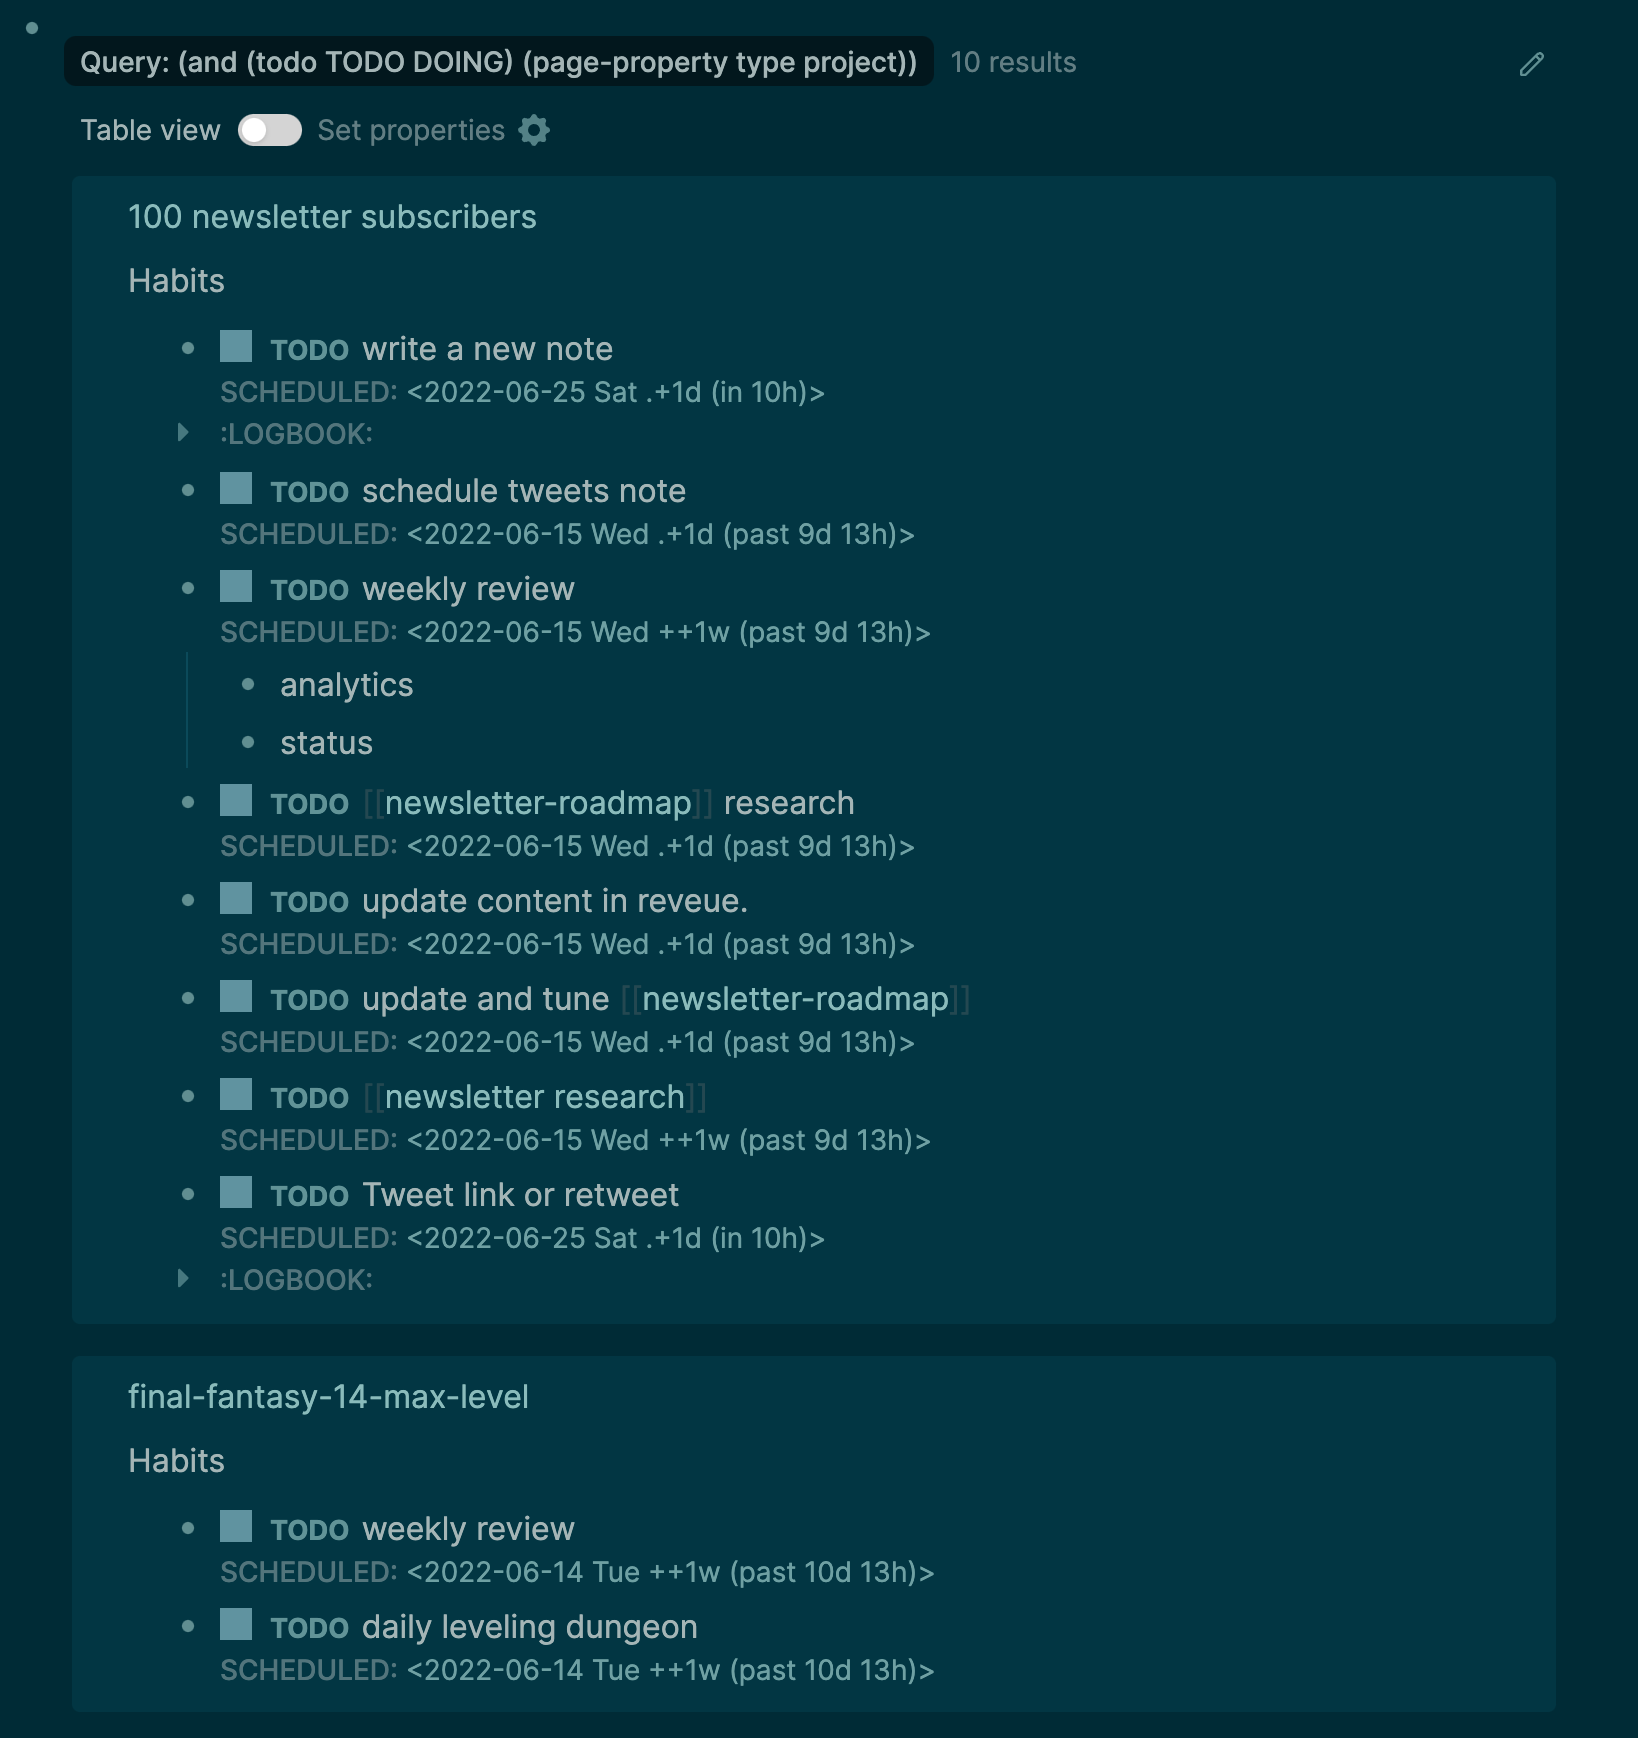 Query: (and (todo TODO DOING) (page-property type project)) 10 results
Table view Set properties
100 newsletter subscribers
Habits
TODO write a new note
SCHEDULED: <2022-06-25 Sat .+1d (in 10h)>
:LOGBOOK:
TODO schedule tweets note
SCHEDULED: <2022-06-15 Wed .+1d (past 9d 13h)>
TODO weekly review
SCHEDULED: <2022-06-15 Wed ++1w (past 9d 13h)>
analytics
status
TODO [[newsletter-roadmap]] research
SCHEDULED: <2022-06-15 Wed .+1d (past 9d 13h)>
TODO update content in reveue.
SCHEDULED: <2022-06-15 Wed .+1d (past 9d 13h)>
TODO update and tune [[newsletter-roadmap]]
SCHEDULED: <2022-06-15 Wed .+1d (past 9d 13h)>
TODO [[newsletter research]]
SCHEDULED: <2022-06-15 Wed ++1w (past 9d 13h)>
TODO Tweet link or retweet
SCHEDULED: <2022-06-25 Sat .+1d (in 10h)>
:LOGBOOK:
final-fantasy-14-max-level
Habits
TODO weekly review
SCHEDULED: <2022-06-14 Tue ++1w (past 10d 13h)>
TODO daily leveling dungeon
SCHEDULED: <2022-06-14 Tue ++1w (past 10d 13h)>